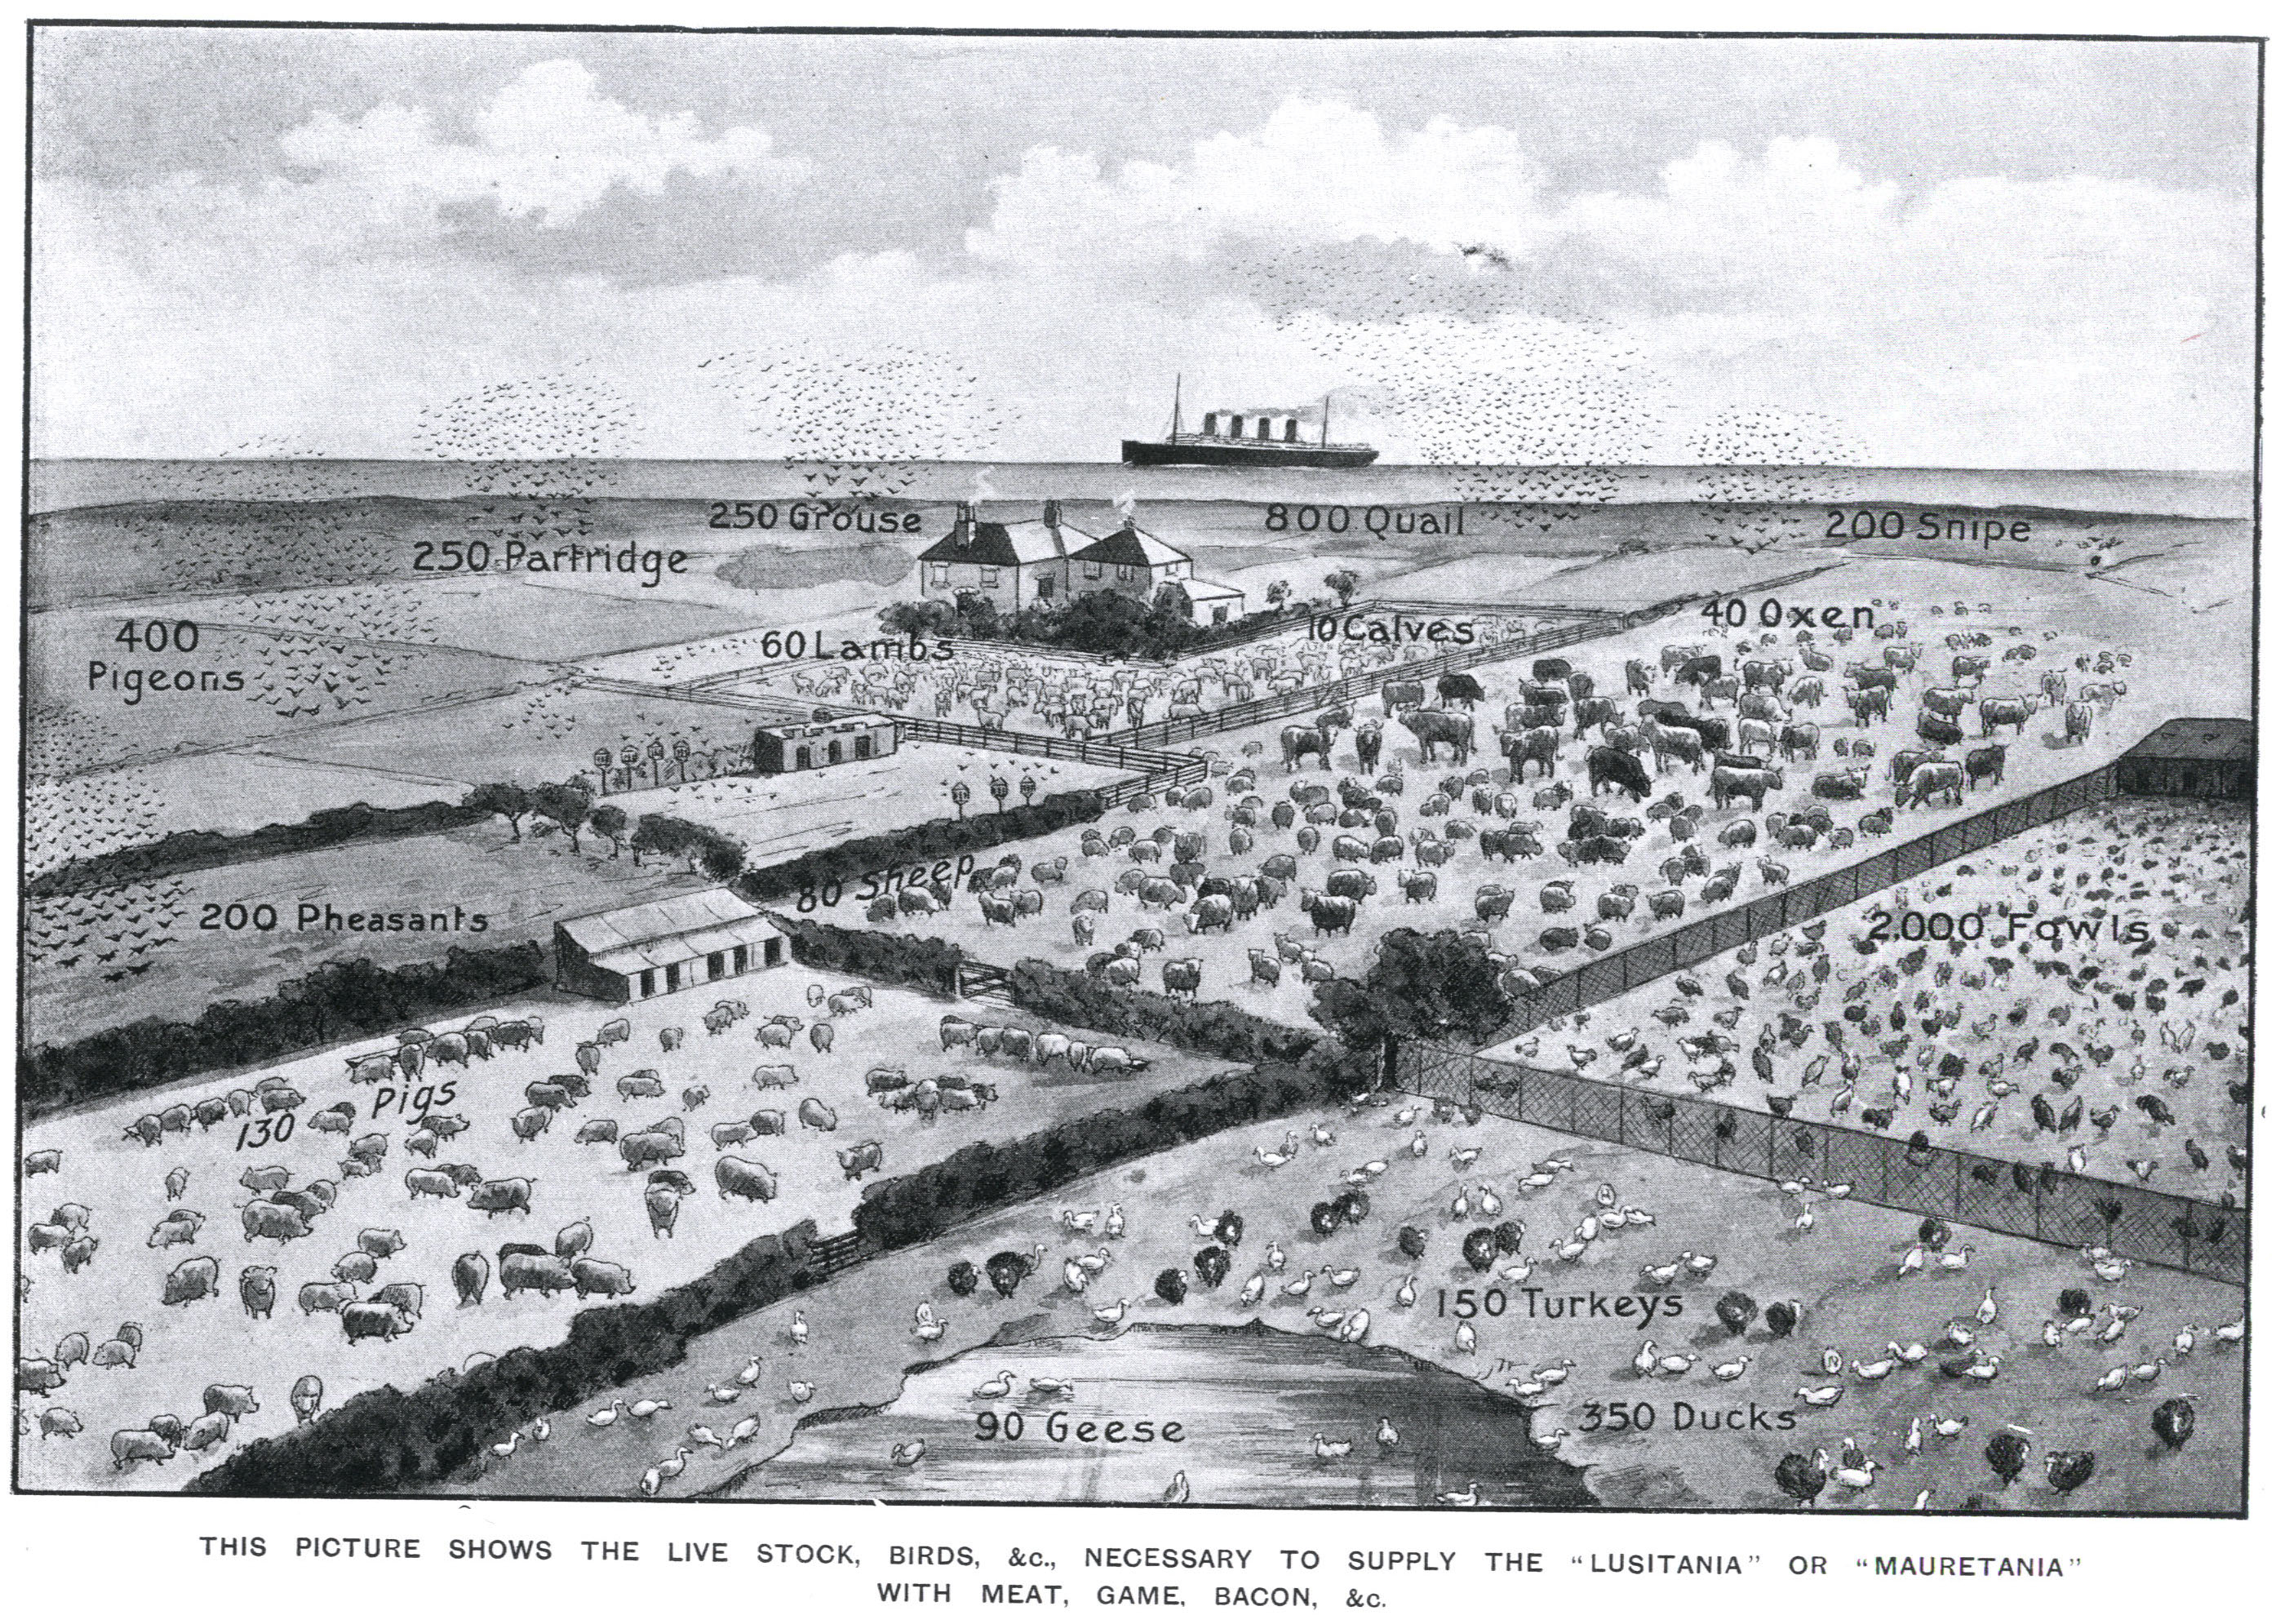 250 Grouse
800 Quail
200 Snipe
250 Partridge
40 Oxen
400
Pigeons
60 Lambs
10 Calves
80 Sheep
200 Pheasants
2,000 Fowls
130 Pigs
150 Turkeys
90 Geese
350 Ducks
THIS PICTURE SHOWS THE LIVE STOCK, BIRDS, &c., NECESSARY TO SUPPLY THE "LUSITANIA" OR "MAURETANIA"
WITH MEAT, GAME, BACON, &c.